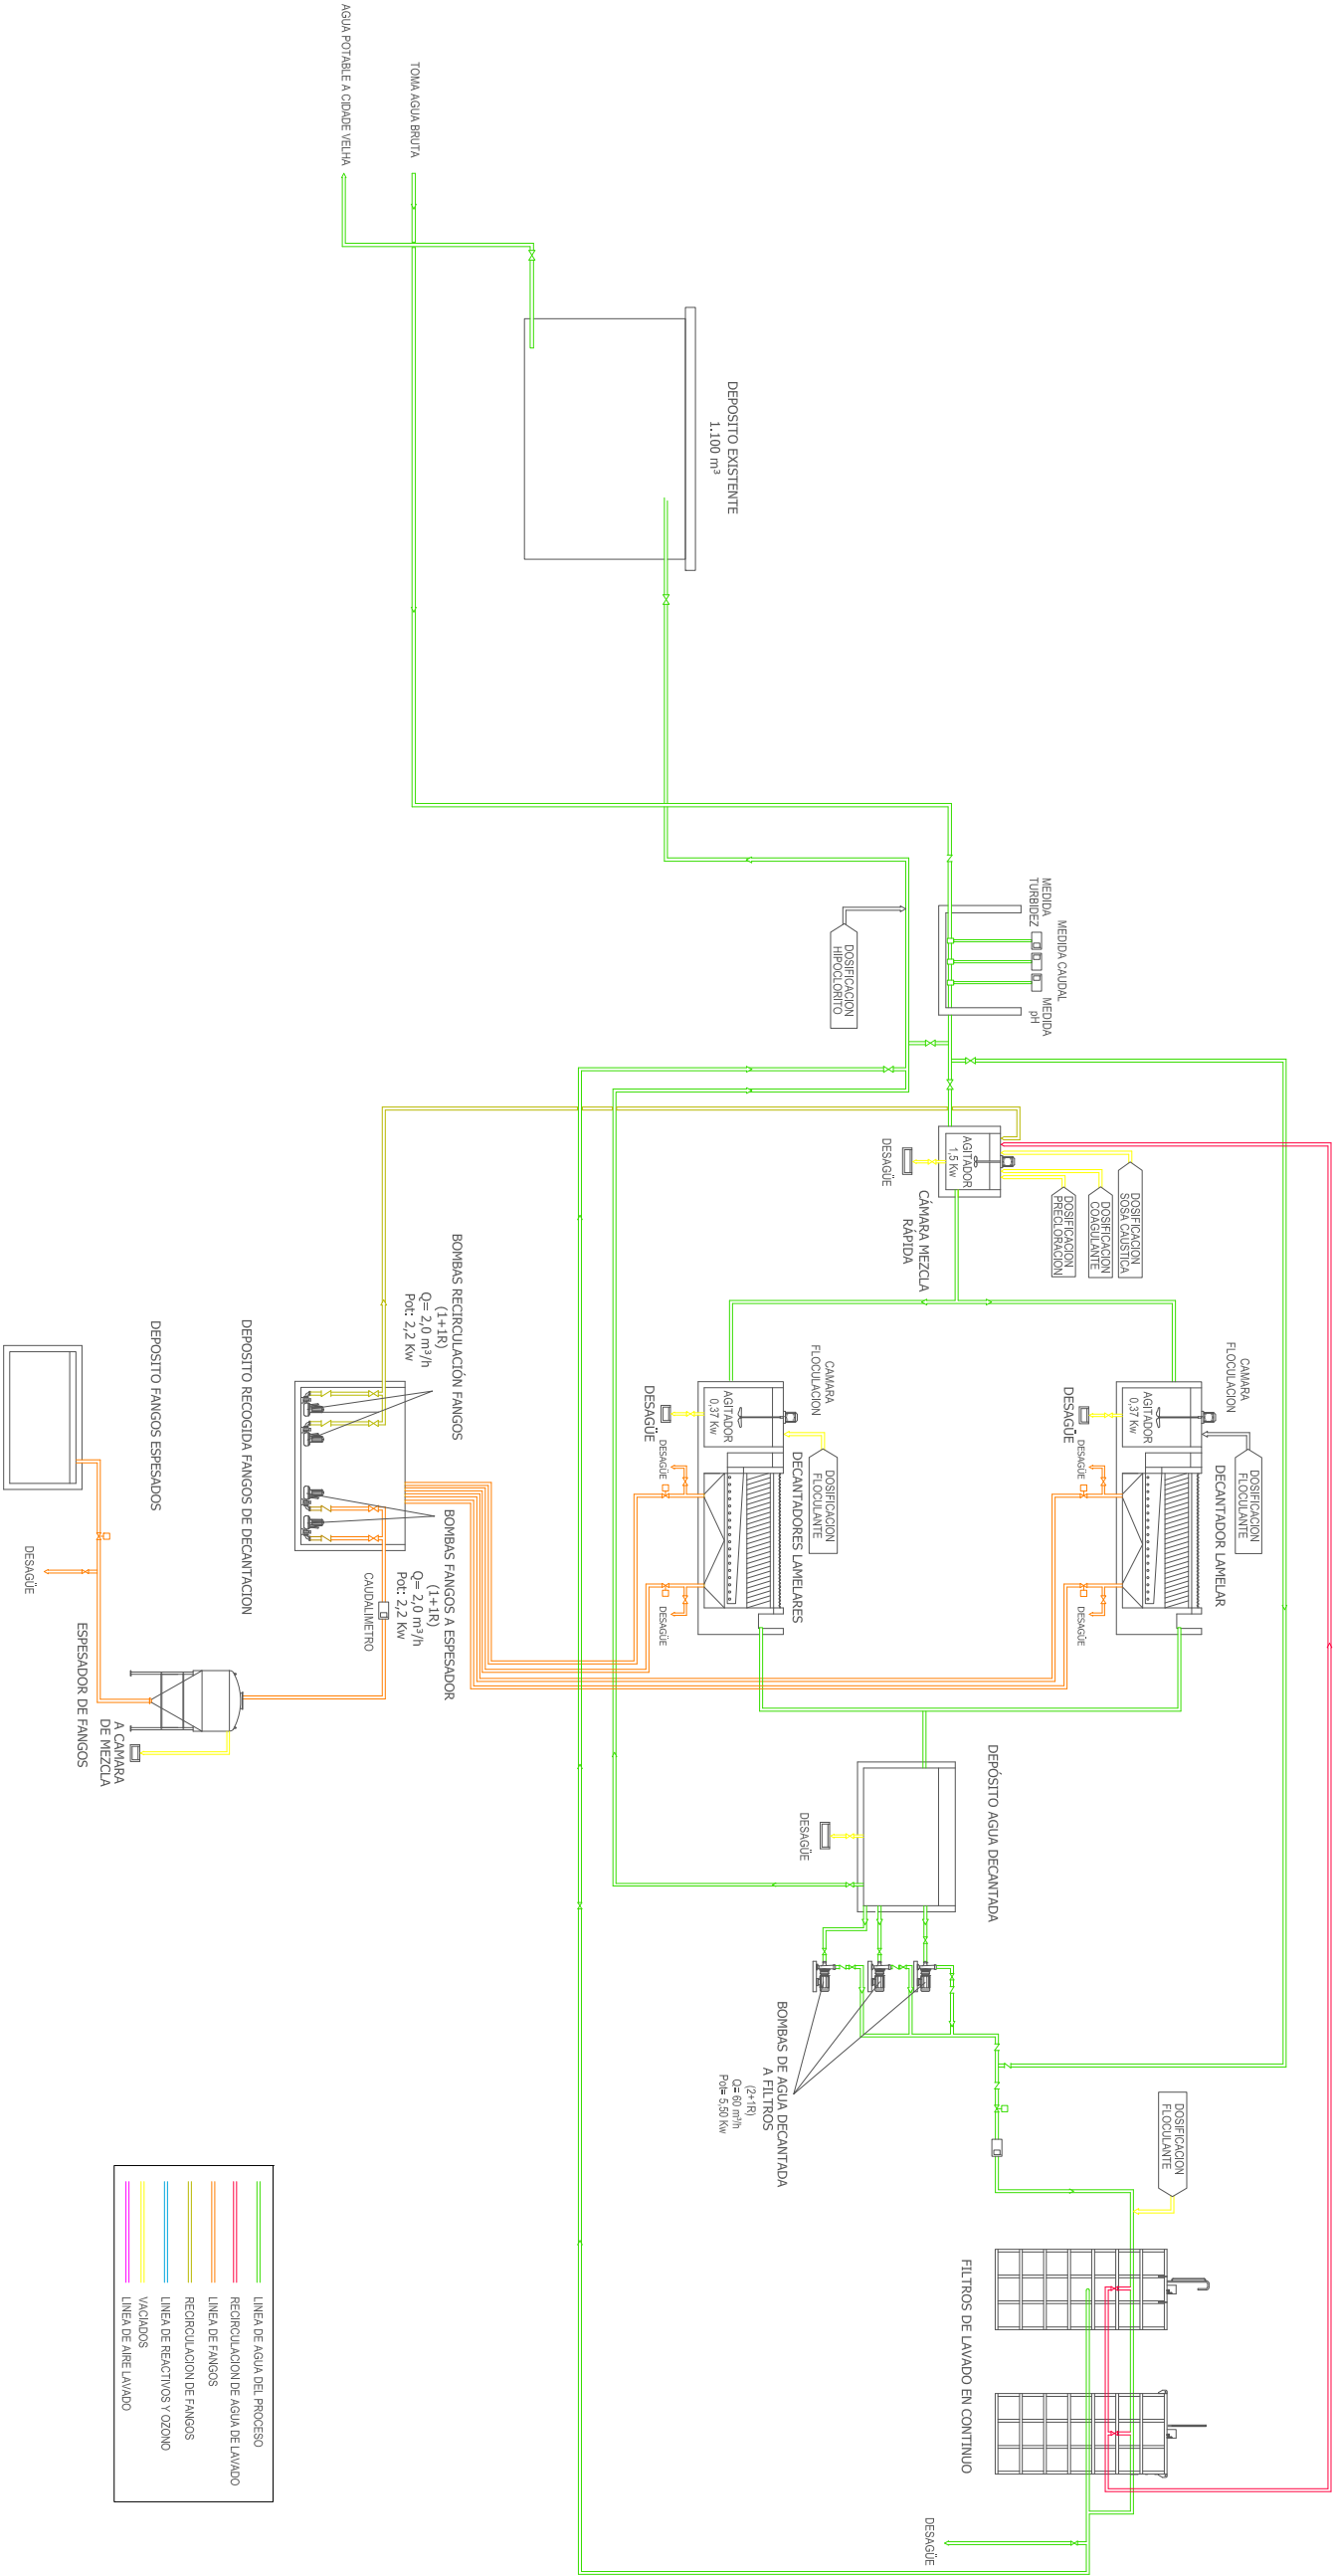 AGUA POTABLE A CIDADE VELHA
TOMA AGUA BRUTA
DEPOSITO EXISTENTE
1.100 m³
MEDIDA
TURBIDEZ
MEDIDA CAUDAL
MEDIDA
pH
DOSIFICACION
HIPOCLORITO
DESAGÜE
AGITADOR
1,5 Kw
CÁMARA MEZCLA
RÁPIDA
DOSIFICACION
SOSA CAUSTICA
DOSIFICACION
COAGULANTE
DOSIFICACION
PRECLORACION
CAMARA
FLOCULACION
DOSIFICACION
FLOCULANTE
AGITADOR
0,37 Kw
DESAGÜE
DESAGÜE
DESAGÜE
DECANTADOR LAMELAR
CAMARA
FLOCULACION
DOSIFICACION
FLOCULANTE
AGITADOR
0,37 Kw
DESAGÜE
DESAGÜE
DESAGÜE
DECANTADORES LAMELARES
BOMBAS RECIRCULACIÓN FANGOS
(1+1R)
Q= 2,0 m³/h
Pot: 2,2 Kw
BOMBAS FANGOS A ESPESADOR
(1+1R)
Q= 2,0 m³/h
Pot: 2,2 Kw
CAUDALIMETRO
DEPOSITO RECOGIDA FANGOS DE DECANTACION
DEPOSITO FANGOS ESPESADOS
DESAGÜE
ESPESADOR DE FANGOS
A CAMARA
DE MEZCLA
DEPÓSITO AGUA DECANTADA
DESAGÜE
BOMBAS DE AGUA DECANTADA
A FILTROS
(2+1R)
Q= 60 m³/h
Pot= 5,50 Kw
DOSIFICACION
FLOCULANTE
FILTROS DE LAVADO EN CONTINUO
DESAGÜE
LINEA DE AGUA DEL PROCESO
RECIRCULACION DE AGUA DE LAVADO
LINEA DE FANGOS
RECIRCULACION DE FANGOS
LINEA DE REACTIVOS Y OZONO
VACIADOS
LINEA DE AIRE LAVADO